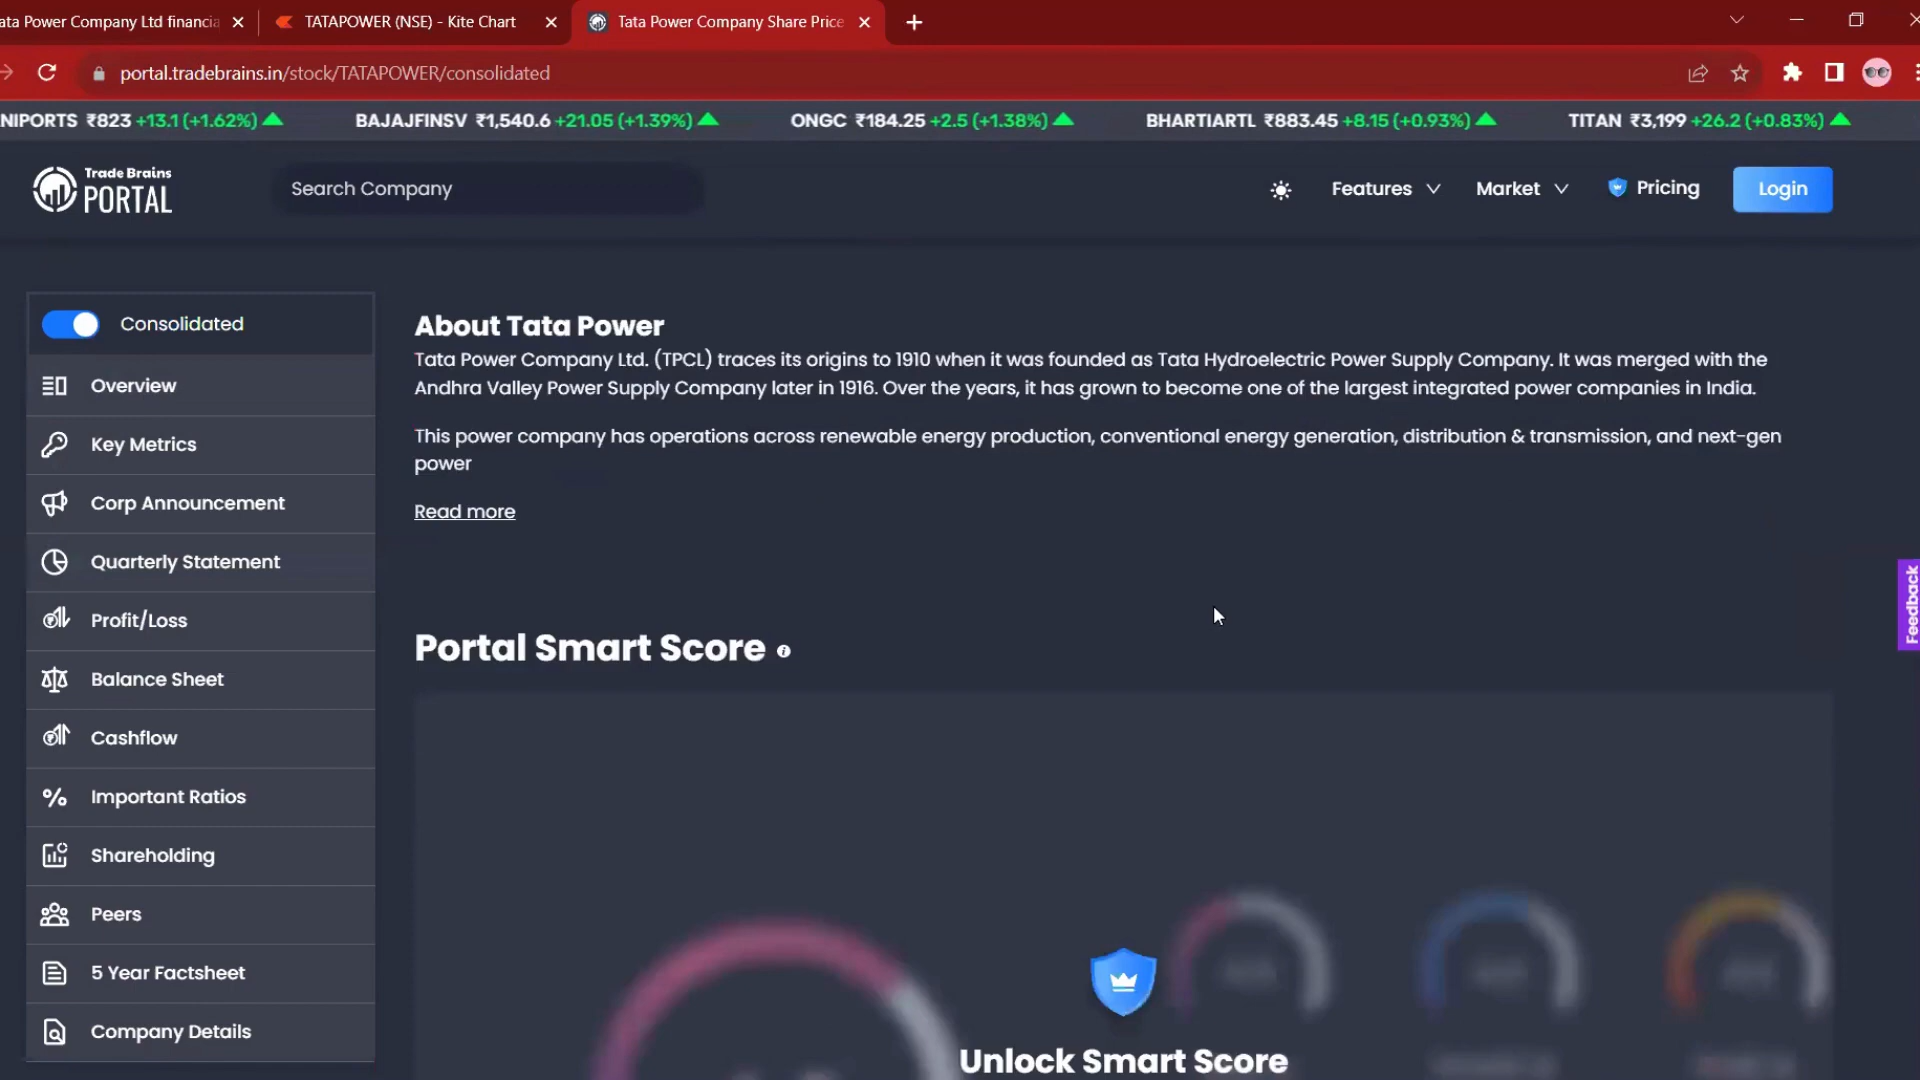 ata Power Company Ltd financia
TATAPOWER (NSE) - Kite Chart
Tata Power Company Share Price
portal.tradebrains.in/stock/TATAPOWER/consolidated
NIPORTS ₹823 +13.1 (+1.62%)
BAJAJFINSV ₹1,540.6 +21.05 (+1.39%)
ONGC ₹184.25 +2.5 (+1.38%)
BHARTIARTL ₹883.45 +8.15 (+0.93%)
TITAN ₹3,199 +26.2 (+0.83%)
Trade Brains
PORTAL
Search Company
Features
Market
Pricing
Login
Consolidated
Overview
Key Metrics
Corp Announcement
Quarterly Statement
Profit/Loss
Balance Sheet
Cashflow
Important Ratios
Shareholding
Peers
5 Year Factsheet
Company Details
About Tata Power
Tata Power Company Ltd. (TPCL) traces its origins to 1910 when it was founded as Tata Hydroelectric Power Supply Company. It was merged with the
Andhra Valley Power Supply Company later in 1916. Over the years, it has grown to become one of the largest integrated power companies in India.
This power company has operations across renewable energy production, conventional energy generation, distribution & transmission, and next-gen
power
Read more
Portal Smart Score
Unlock Smart Score
Feedback